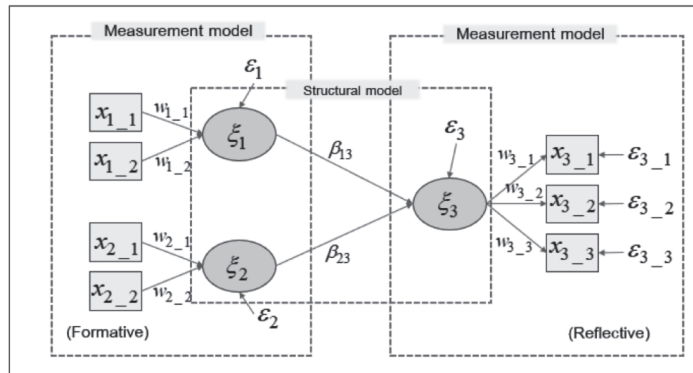 Measurement model
Measurement model
Structural model
ε1
x1_1
w1_1
x1_2
w1_2
ξ1
β13
ε3
ξ3
w3_1
x3_1
ε3_1
w3_2
x3_2
ε3_2
w3_3
x3_3
ε3_3
x2_1
w2_1
x2_2
w2_2
ξ2
β23
ε2
(Formative)
(Reflective)